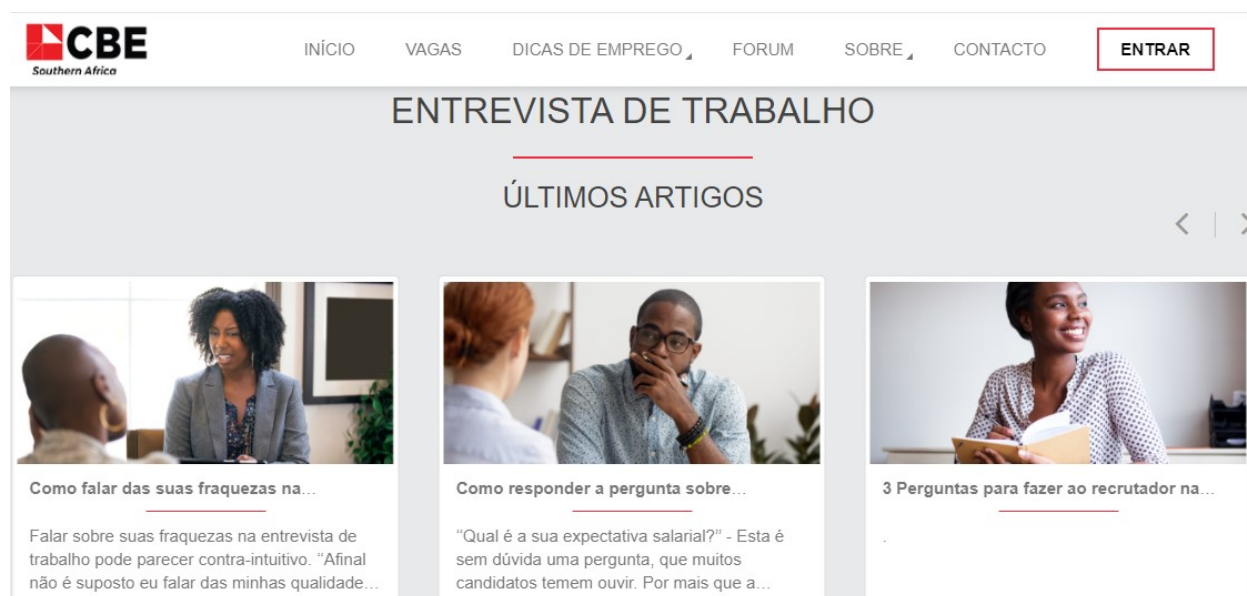 CBE
Southern Africa
INÍCIO VAGAS DICAS DE EMPREGO FORUM SOBRE CONTACTO ENTRAR
ENTREVISTA DE TRABALHO
ÚLTIMOS ARTIGOS
Como falar das suas fraquezas na...
Falar sobre suas fraquezas na entrevista de
trabalho pode parecer contra-intuitivo. “Afinal
não é suposto eu falar das minhas qualidade...
Como responder a pergunta sobre...
“Qual é a sua expectativa salarial?” - Esta é
sem dúvida uma pergunta, que muitos
candidatos temem ouvir. Por mais que a...
3 Perguntas para fazer ao recrutador na...
.